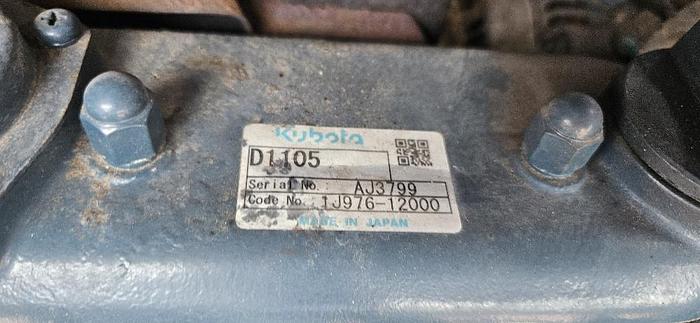 Kubota
D1105
Serial No. : AJ3799
Code No. : 1J976-12000
MADE IN JAPAN